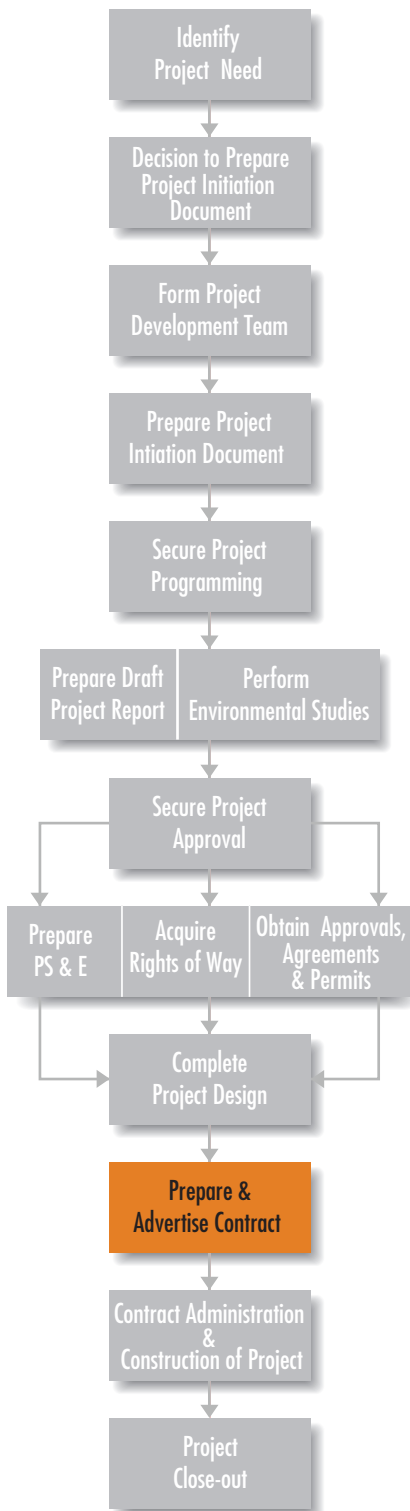 Identify
Project Need
Decision to Prepare
Project Initiation
Document
Form Project
Development Team
Prepare Project
Intiation Document
Secure Project
Programming
Prepare Draft
Project Report
Perform
Environmental Studies
Secure Project
Approval
Prepare
PS & E
Acquire
Rights of Way
Obtain Approvals,
Agreements
& Permits
Complete
Project Design
Prepare &
Advertise Contract
Contract Administration
&
Construction of Project
Project
Close-out